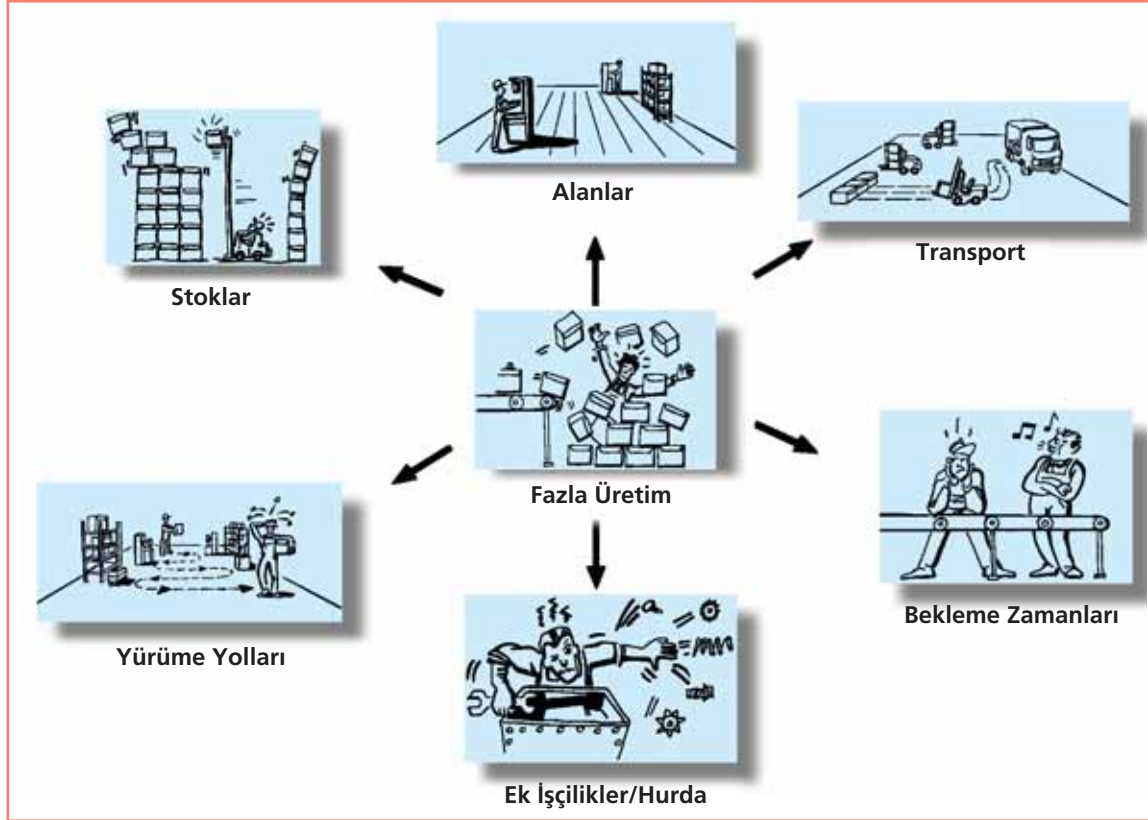 Alanlar
Transport
Stoklar
Fazla Üretim
Bekleme Zamanları
Yürüme Yolları
Ek İşçilikler/Hurda